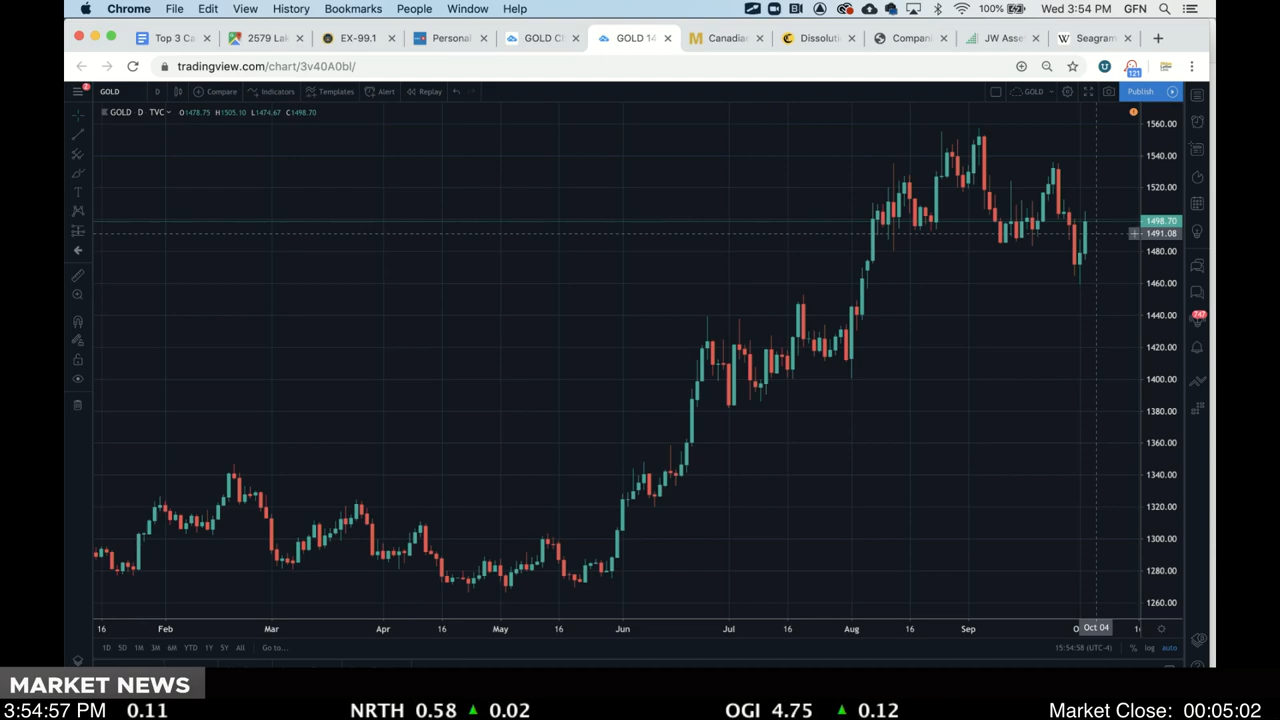 Chrome File Edit View History Bookmarks People Window Help 100% Wed 3:54 PM GFN
Top 3 Ca 2579 Lak EX-99.1 Personal GOLD Cl GOLD 14 Canadian Dissoluti Compani JW Asse Seagram
tradingview.com/chart/3v40A0bl/ 121
2 GOLD D Compare Indicators Templates Alert Replay GOLD Publish
GOLD D TVC O1478.75 H1505.10 L1474.67 C1498.70
1560.00
1540.00
1520.00
1498.70
1491.08
1480.00
1460.00
1440.00
1420.00
1400.00
1380.00
1360.00
1340.00
1320.00
1300.00
1280.00
1260.00
747
16 Feb Mar Apr 16 May 16 Jun Jul 16 Aug 16 Sep Oct 04
1D 5D 1M 3M 6M YTD 1Y 5Y All Go to... 15:54:58 (UTC-4) % log auto
MARKET NEWS
3:54:57 PM 0.11 NRTH 0.58 ▲ 0.02 OGI 4.75 ▲ 0.12 Market Close: 00:05:02